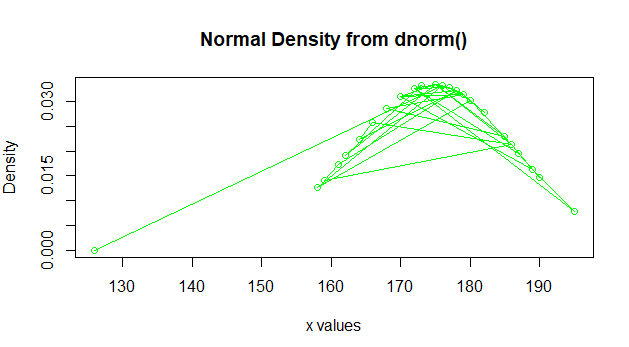 Normal Density from dnorm()
Density
0.030
0.015
0.000
130 140 150 160 170 180 190
x values